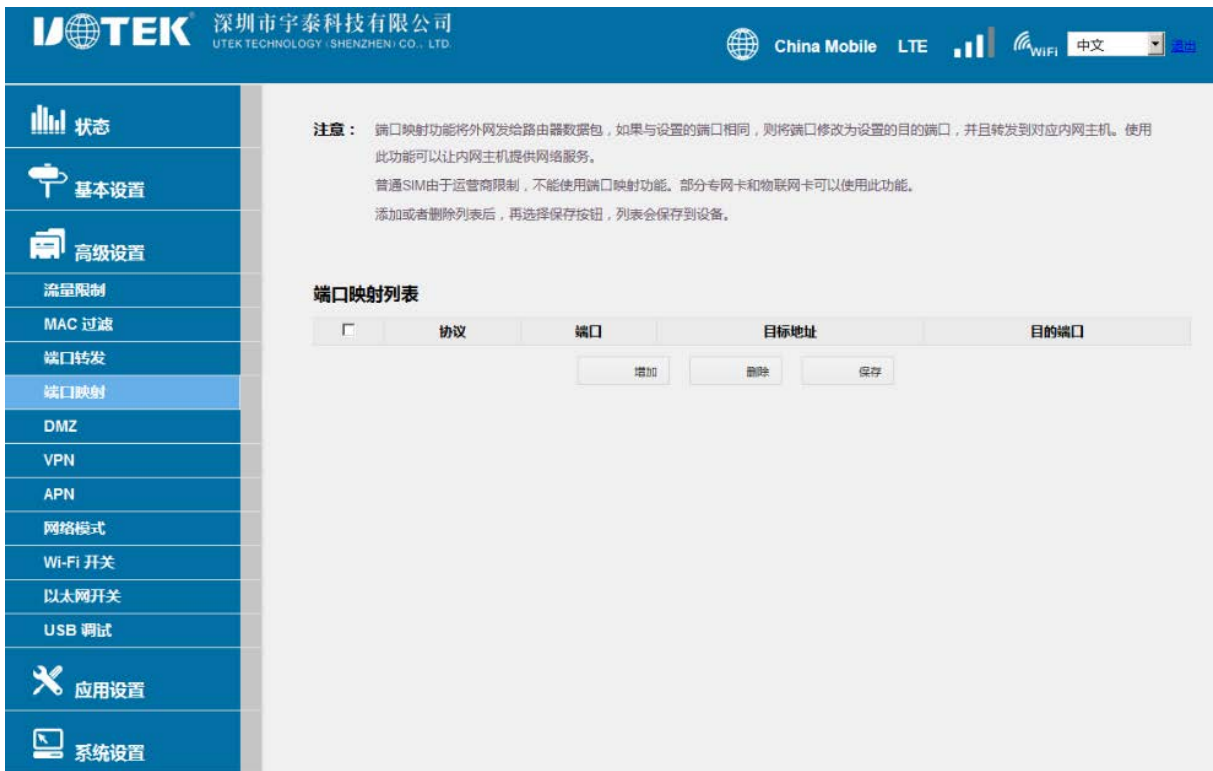 UOTEK®
深圳市宇泰科技有限公司
UTEK TECHNOLOGY (SHENZHEN) CO., LTD.
China Mobile LTE WiFi 中文 退出
状态
基本设置
高级设置
流量限制
MAC 过滤
端口转发
端口映射
DMZ
VPN
APN
网络模式
Wi-Fi 开关
以太网开关
USB 调试
应用设置
系统设置
注意： 端口映射功能将外网发给路由器数据包，如果与设置的端口相同，则将端口修改为设置的目的端口，并且转发到对应内网主机。使用
此功能可以让内网主机提供网络服务。
普通SIM由于运营商限制，不能使用端口映射功能。部分专网卡和物联网卡可以使用此功能。
添加或者删除列表后，再选择保存按钮，列表会保存到设备。
端口映射列表
协议 端口 目标地址 目的端口
增加 删除 保存